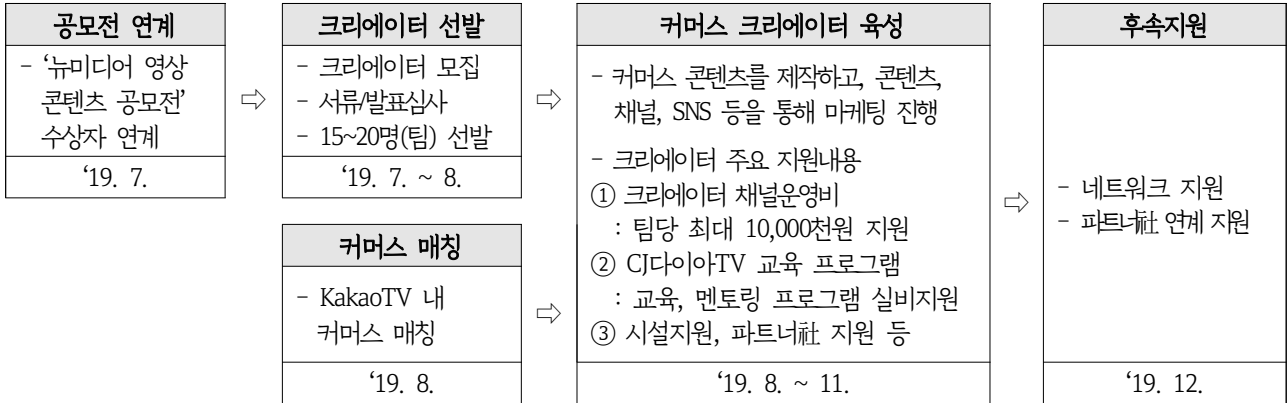 공모전 연계
- ‘뉴미디어 영상
콘텐츠 공모전’
수상자 연계
‘19. 7.
⇨
크리에이터 선발
- 크리에이터 모집
- 서류/발표심사
- 15~20명(팀) 선발
‘19. 7. ~ 8.
⇨
커머스 매칭
- KakaoTV 내
커머스 매칭
‘19. 8.
⇨
커머스 크리에이터 육성
- 커머스 콘텐츠를 제작하고, 콘텐츠,
채널, SNS 등을 통해 마케팅 진행
- 크리에이터 주요 지원내용
① 크리에이터 채널운영비
: 팀당 최대 10,000천원 지원
② CJ다이아TV 교육 프로그램
: 교육, 멘토링 프로그램 실비지원
③ 시설지원, 파트너社 지원 등
‘19. 8. ~ 11.
⇨
후속지원
- 네트워크 지원
- 파트너社 연계 지원
‘19. 12.